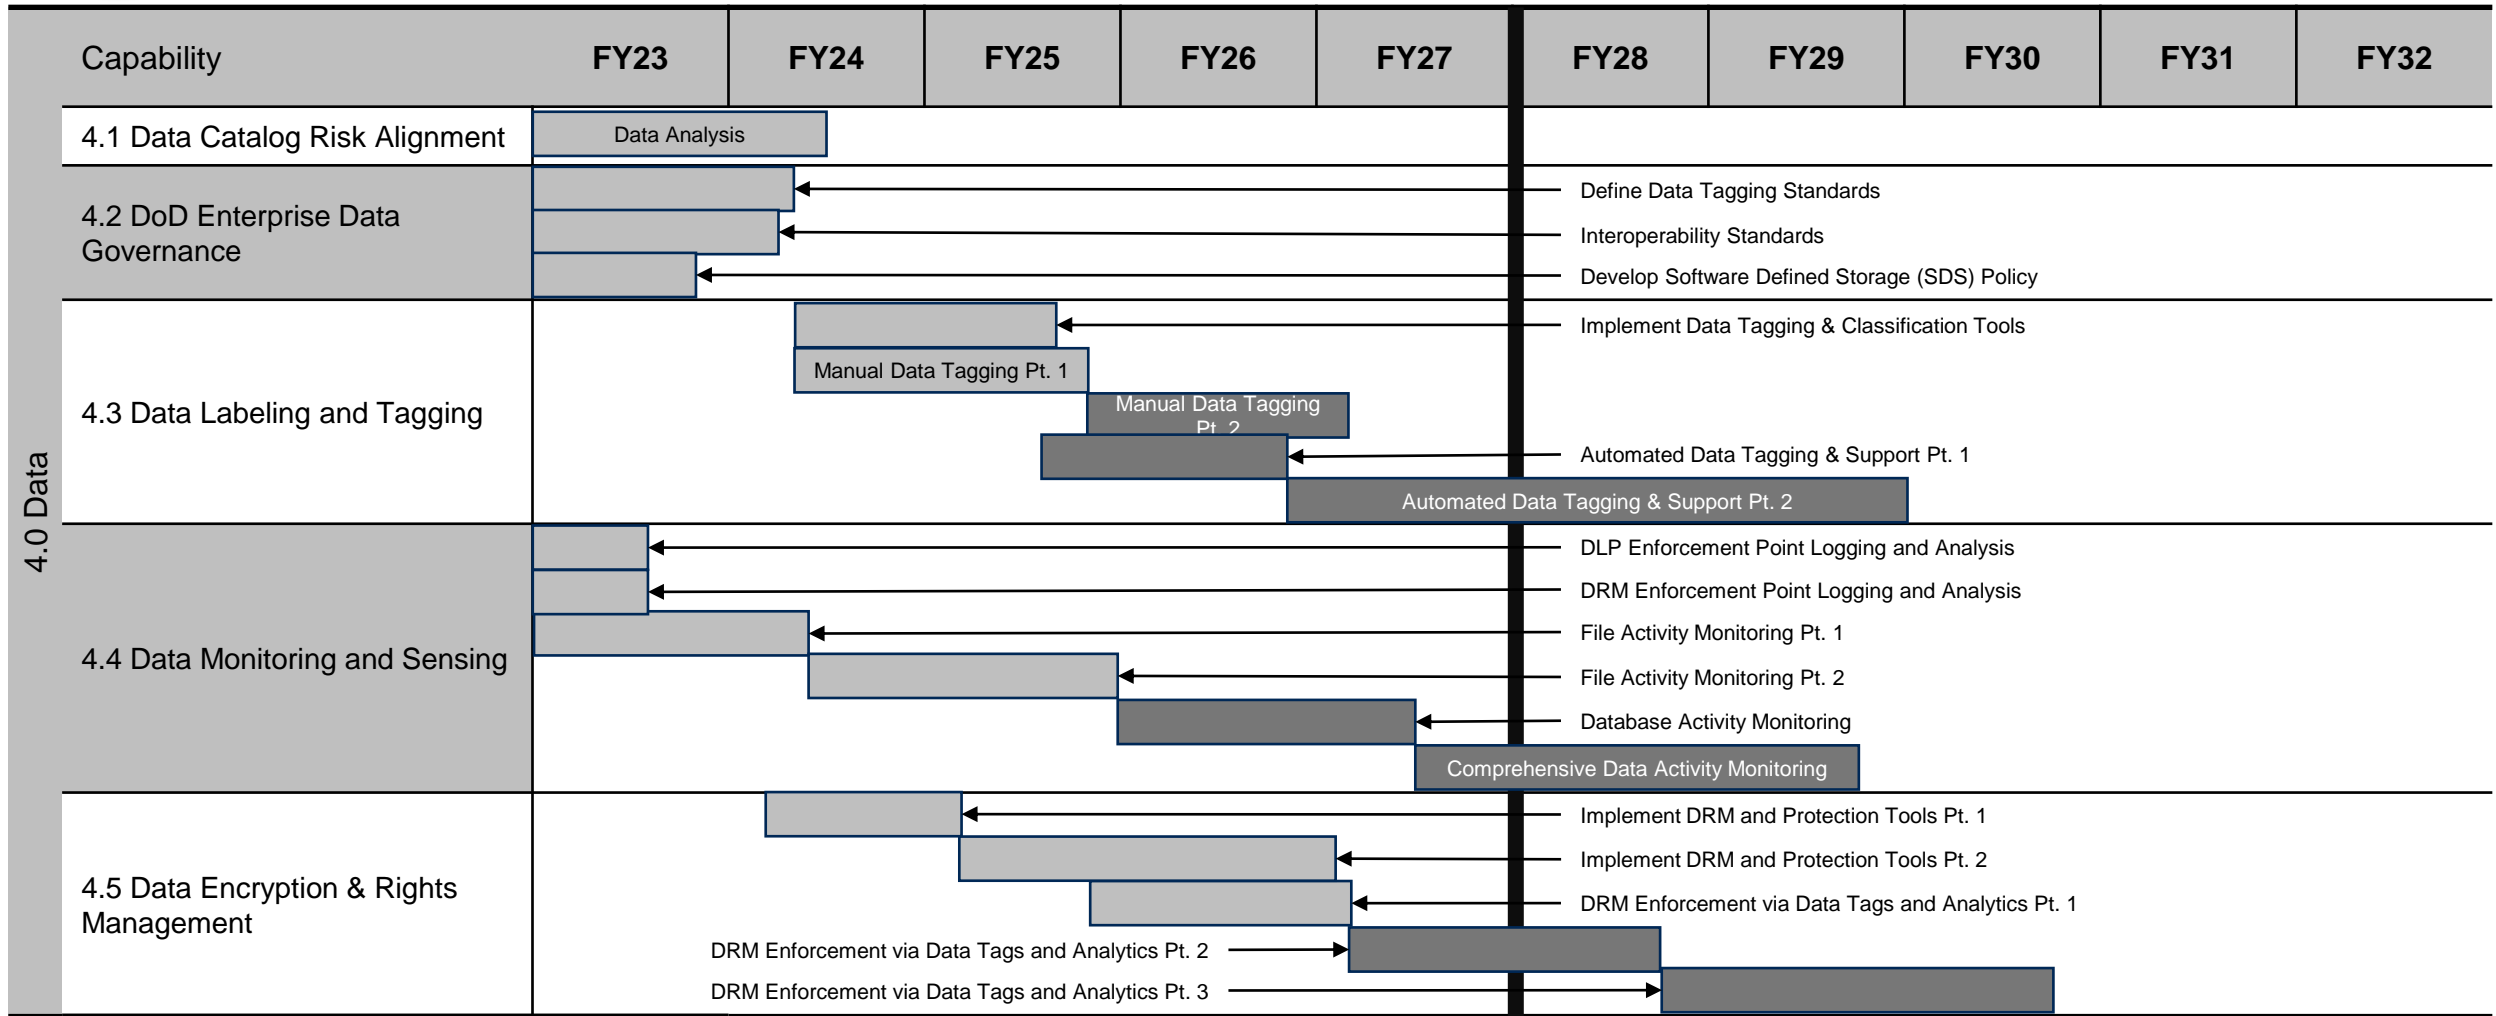 Capability
FY23
FY24
FY25
FY26
FY27
FY28
FY29
FY30
FY31
FY32
4.0 Data
4.1 Data Catalog Risk Alignment
Data Analysis
4.2 DoD Enterprise Data
Governance
Define Data Tagging Standards
Interoperability Standards
Develop Software Defined Storage (SDS) Policy
4.3 Data Labeling and Tagging
Implement Data Tagging & Classification Tools
Manual Data Tagging Pt. 1
Manual Data Tagging
Pt. 2
Automated Data Tagging & Support Pt. 1
Automated Data Tagging & Support Pt. 2
4.4 Data Monitoring and Sensing
DLP Enforcement Point Logging and Analysis
DRM Enforcement Point Logging and Analysis
File Activity Monitoring Pt. 1
File Activity Monitoring Pt. 2
Database Activity Monitoring
Comprehensive Data Activity Monitoring
4.5 Data Encryption & Rights
Management
Implement DRM and Protection Tools Pt. 1
Implement DRM and Protection Tools Pt. 2
DRM Enforcement via Data Tags and Analytics Pt. 1
DRM Enforcement via Data Tags and Analytics Pt. 2
DRM Enforcement via Data Tags and Analytics Pt. 3